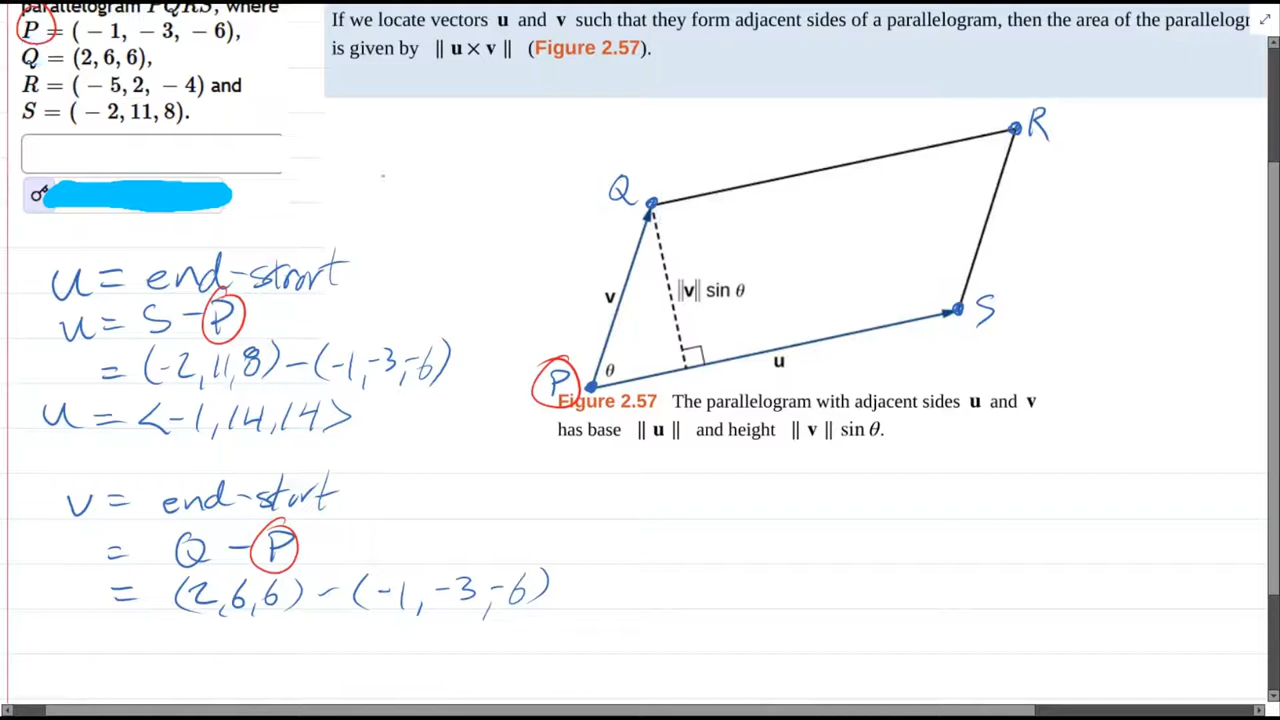 parallelogram PQRS, where
P = ( − 1, − 3, − 6),
Q = (2, 6, 6),
R = ( − 5, 2, − 4) and
S = ( − 2, 11, 8).
If we locate vectors u and v such that they form adjacent sides of a parallelogram, then the area of the parallelogr
is given by ‖ u × v ‖ (Figure 2.57).
R
Q
‖v‖ sin θ
v
S
u
θ
P
Figure 2.57 The parallelogram with adjacent sides u and v
has base ‖ u ‖ and height ‖ v ‖ sin θ.
u = end-start
u = S - P
= (-2, 11, 8) - (-1, -3, -6)
u = <-1, 14, 14>
v = end-start
= Q - P
= (2, 6, 6) - (-1, -3, -6)